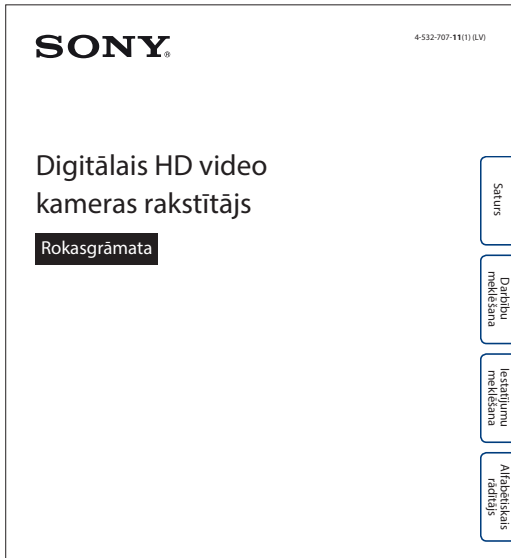 SONY®
4-532-707-11(1) (LV)
Digitālais HD video
kameras rakstītājs
Rokasgrāmata
Saturs
Darbību
meklēšana
Iestatījumu
meklēšana
Alfabētiskais
rādītājs